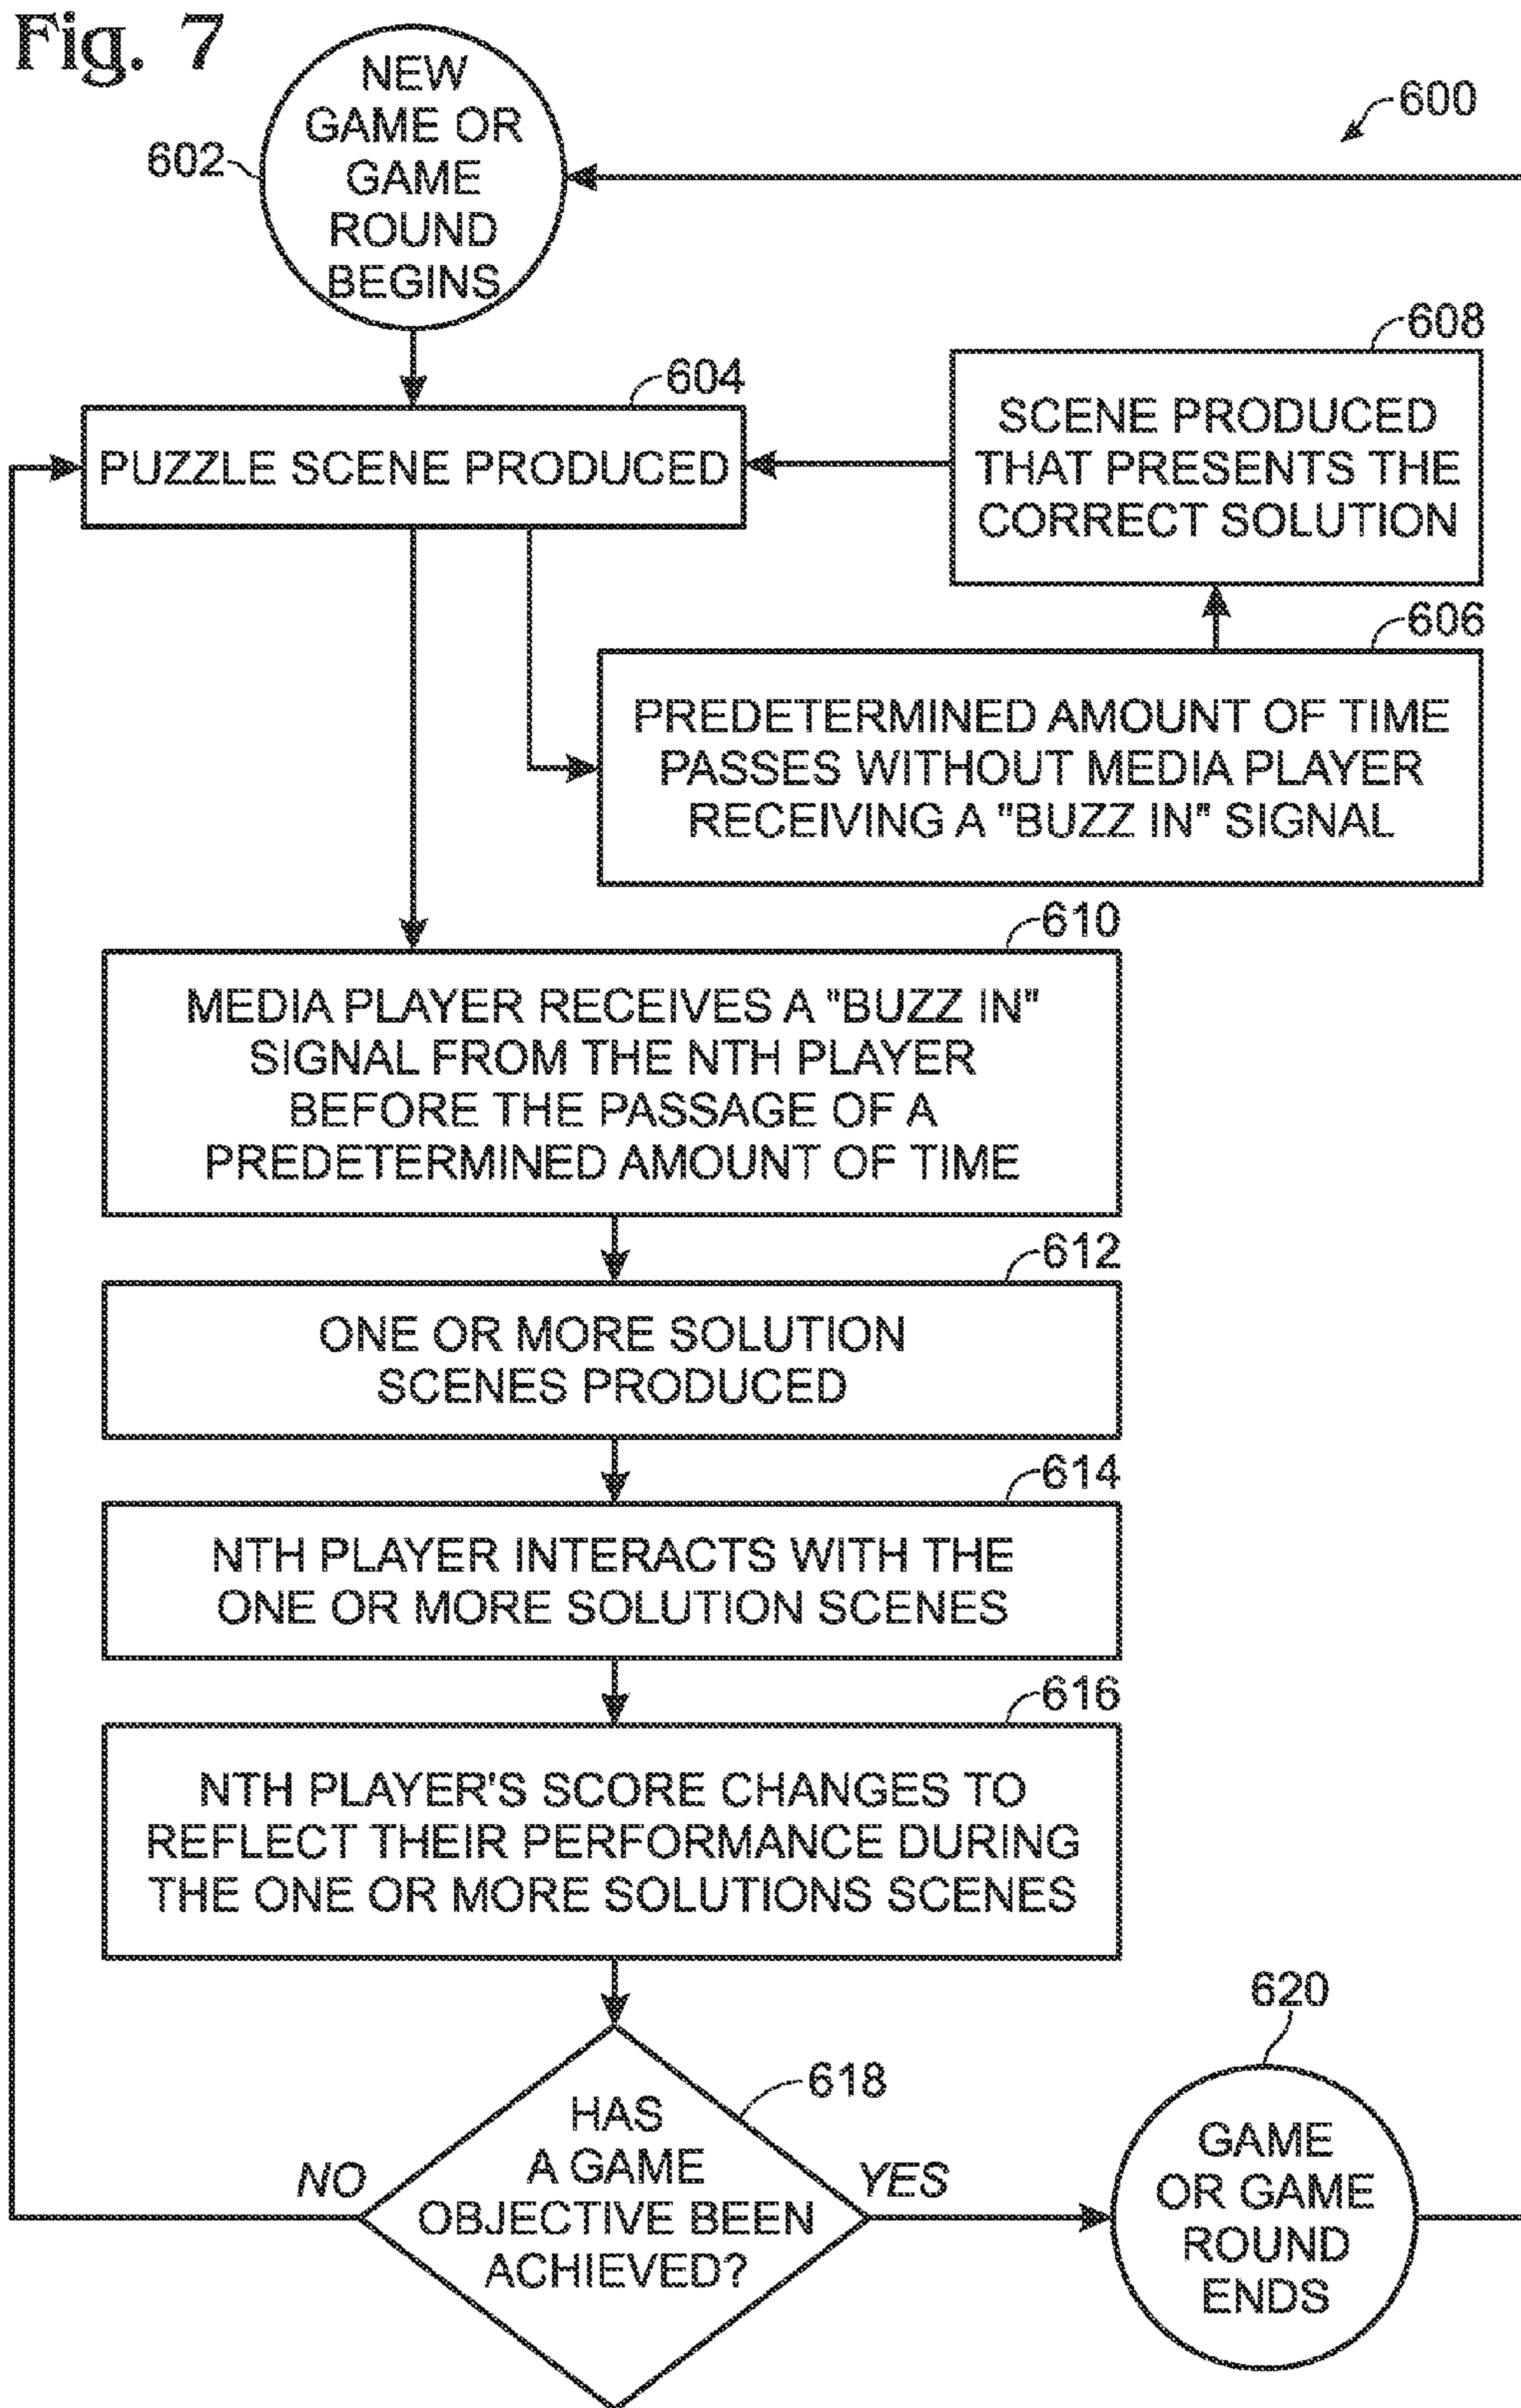 Fig. 7
600
602
NEW
GAME OR
GAME
ROUND
BEGINS
604
PUZZLE SCENE PRODUCED
608
SCENE PRODUCED
THAT PRESENTS THE
CORRECT SOLUTION
606
PREDETERMINED AMOUNT OF TIME
PASSES WITHOUT MEDIA PLAYER
RECEIVING A "BUZZ IN" SIGNAL
610
MEDIA PLAYER RECEIVES A "BUZZ IN"
SIGNAL FROM THE NTH PLAYER
BEFORE THE PASSAGE OF A
PREDETERMINED AMOUNT OF TIME
612
ONE OR MORE SOLUTION
SCENES PRODUCED
614
NTH PLAYER INTERACTS WITH THE
ONE OR MORE SOLUTION SCENES
616
NTH PLAYER'S SCORE CHANGES TO
REFLECT THEIR PERFORMANCE DURING
THE ONE OR MORE SOLUTIONS SCENES
618
HAS
A GAME
OBJECTIVE BEEN
ACHIEVED?
NO
YES
620
GAME
OR GAME
ROUND
ENDS